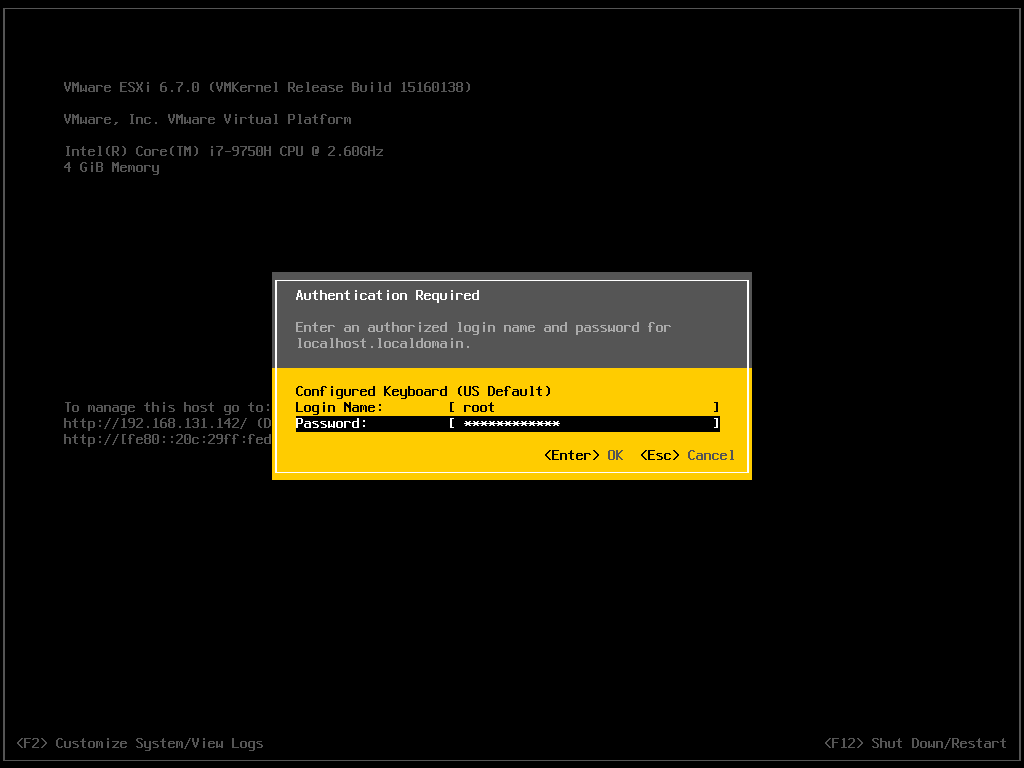 VMware ESXi 6.7.0 (VMKernel Release Build 15160138)
VMware, Inc. VMware Virtual Platform
Intel(R) Core(TM) i7-9750H CPU @ 2.60GHz
4 GiB Memory
Authentication Required
Enter an authorized login name and password for
localhost.localdomain.
Configured Keyboard (US Default)
Login Name: [ root ]
Password: [ ************ ]
<Enter> OK <Esc> Cancel
To manage this host go to:
http://192.168.131.142/ (D
http://[fe80::20c:29ff:fed
<F2> Customize System/View Logs
<F12> Shut Down/Restart